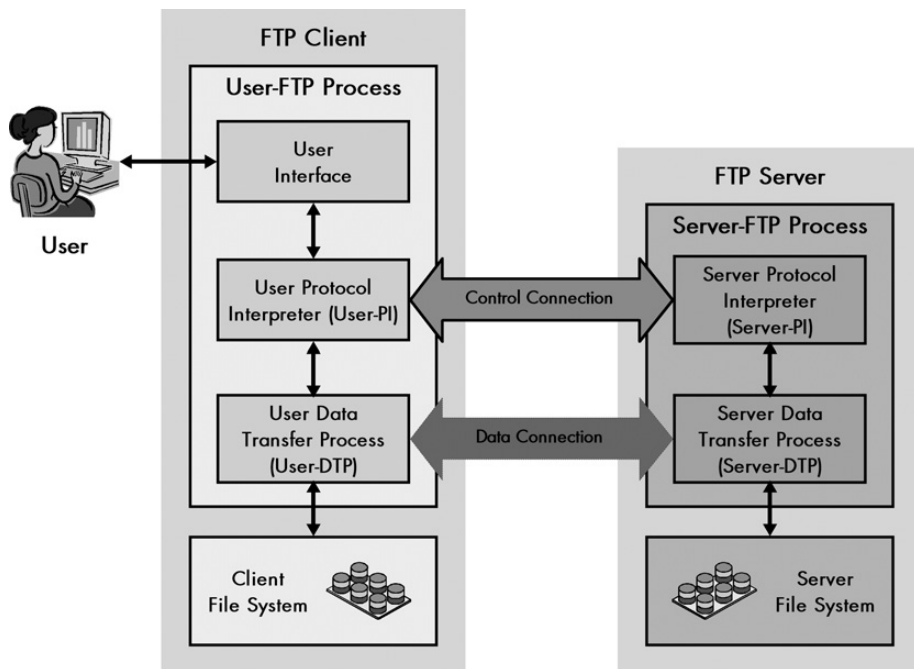 FTP Client
User-FTP Process
User
Interface
User
FTP Server
Server-FTP Process
User Protocol
Interpreter (User-PI)
Control Connection
Server Protocol
Interpreter
(Server-PI)
User Data
Transfer Process
(User-DTP)
Data Connection
Server Data
Transfer Process
(Server-DTP)
Client
File System
Server
File System